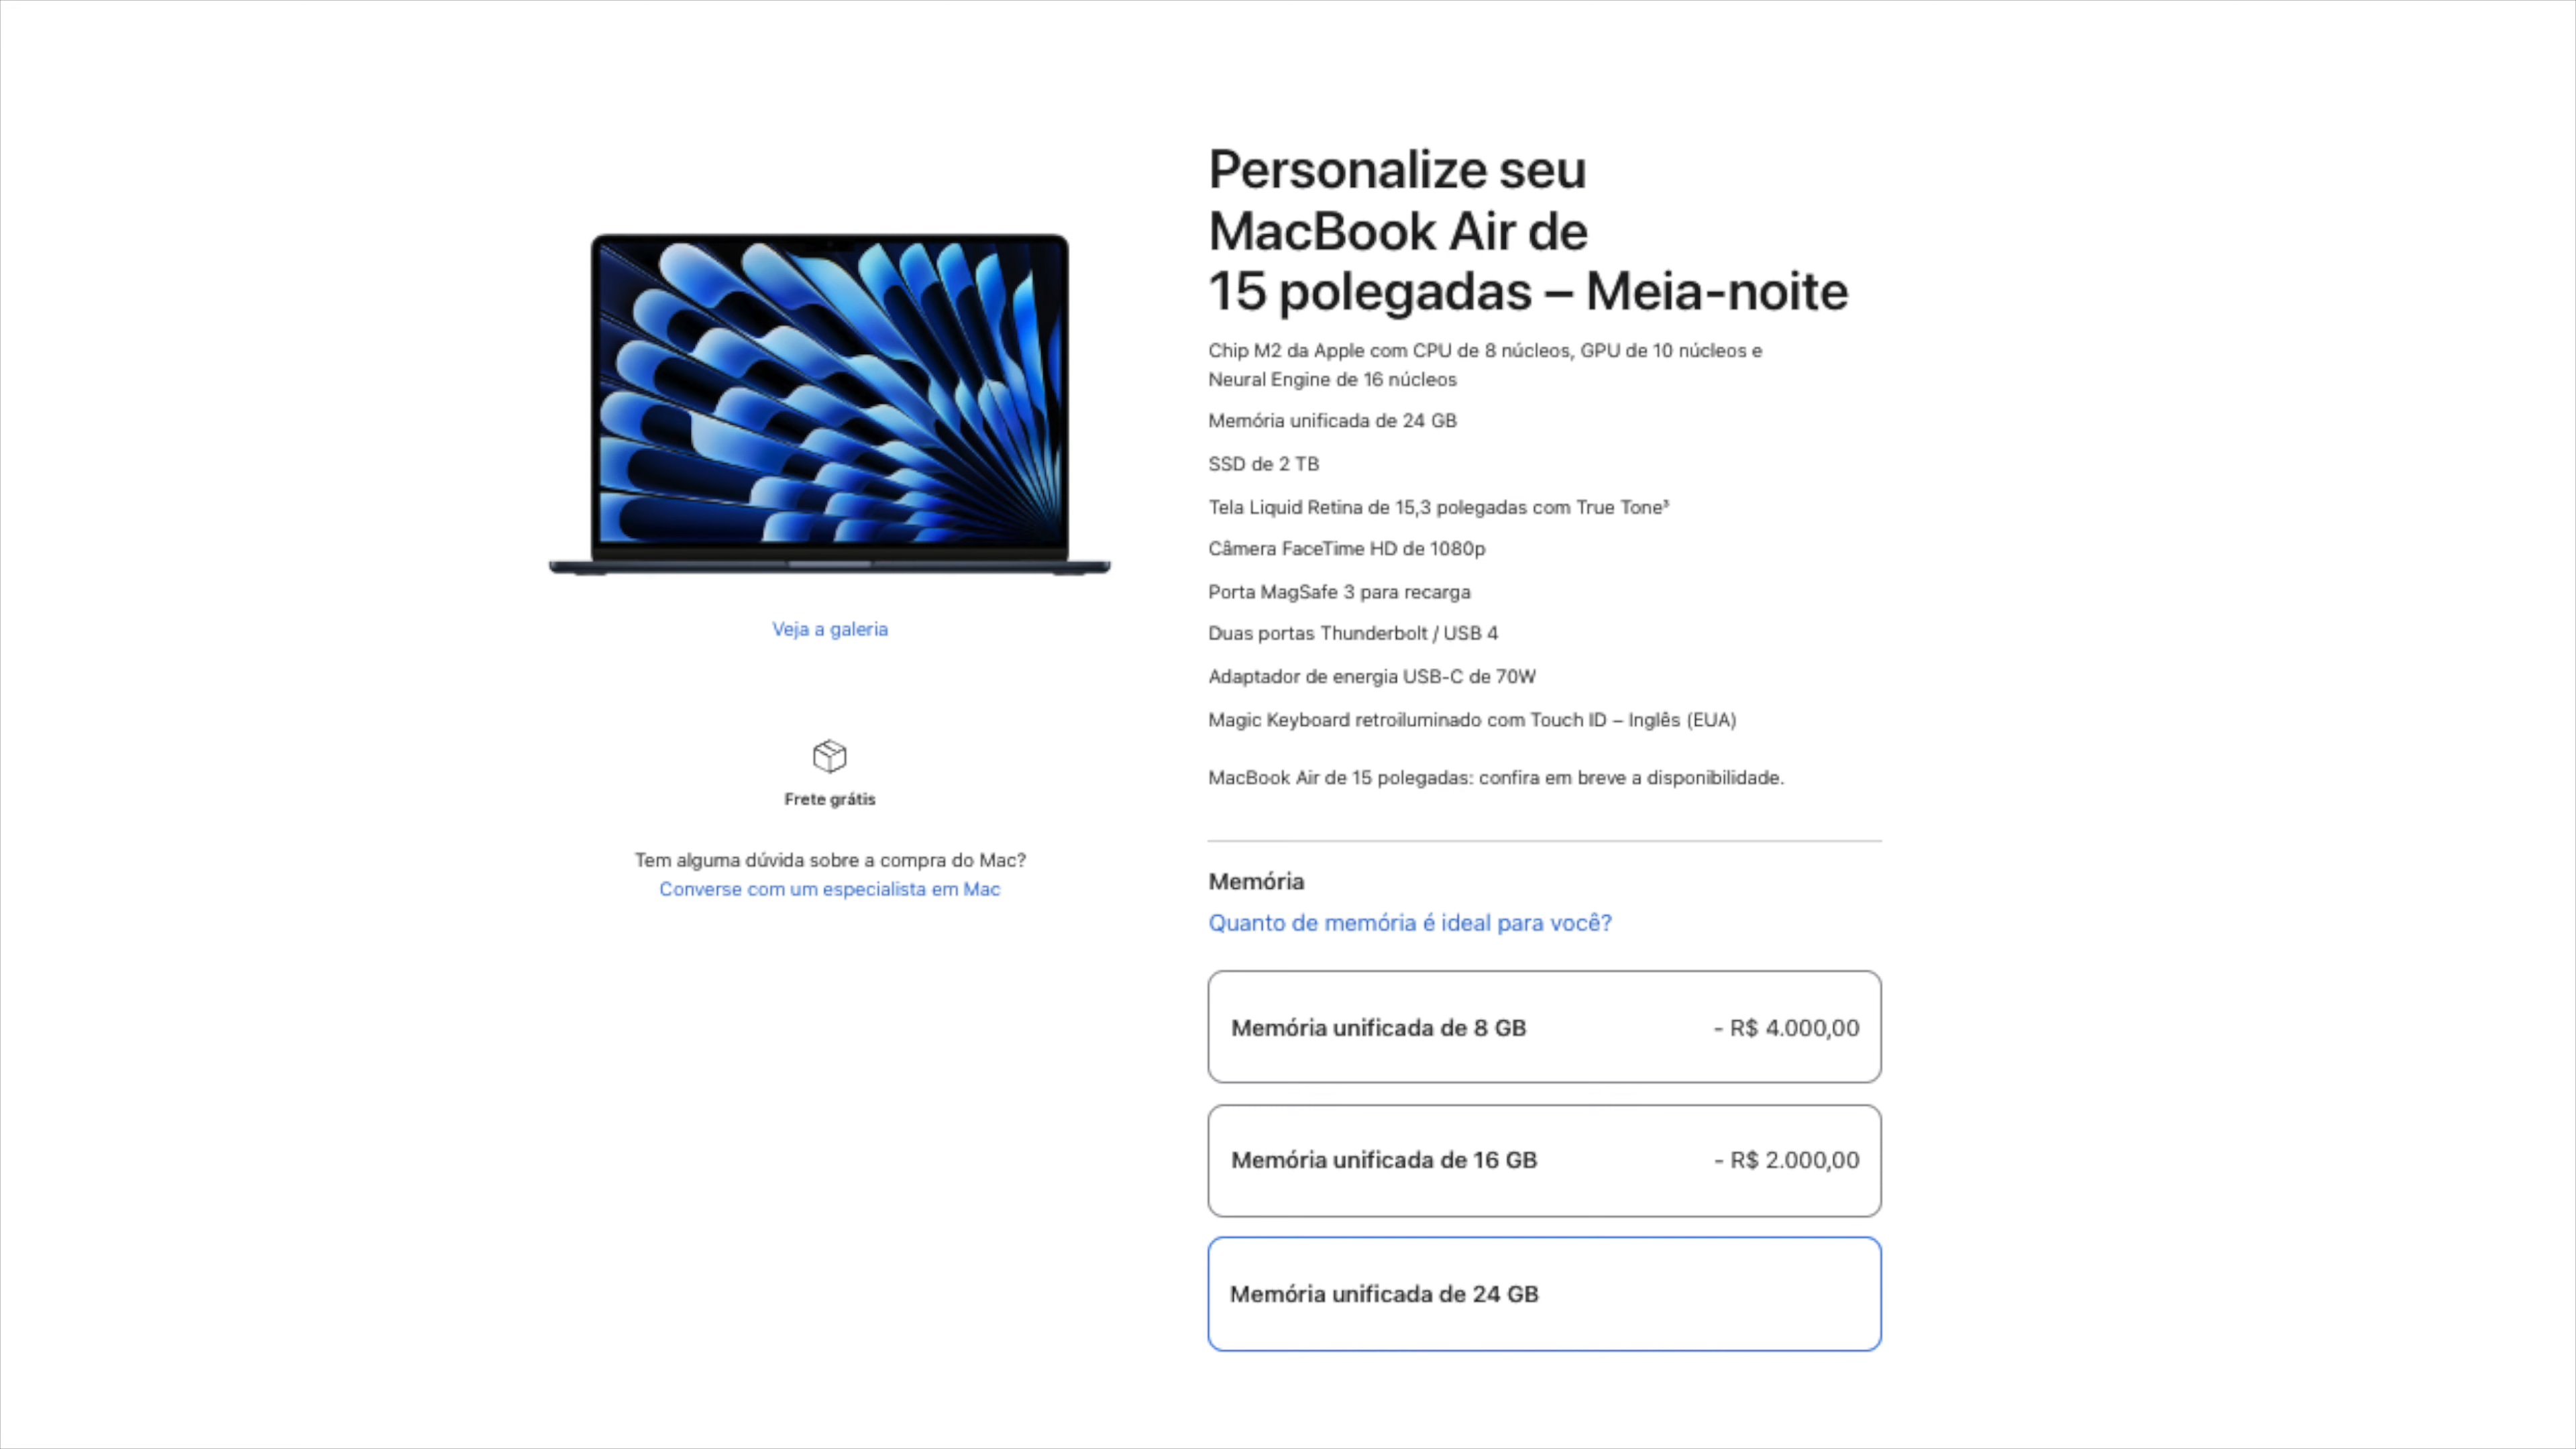 Personalize seu
MacBook Air de
15 polegadas – Meia-noite
Chip M2 da Apple com CPU de 8 núcleos, GPU de 10 núcleos e
Neural Engine de 16 núcleos
Memória unificada de 24 GB
SSD de 2 TB
Tela Liquid Retina de 15,3 polegadas com True Tone³
Câmera FaceTime HD de 1080p
Porta MagSafe 3 para recarga
Duas portas Thunderbolt / USB 4
Adaptador de energia USB-C de 70W
Magic Keyboard retroiluminado com Touch ID – Inglês (EUA)
MacBook Air de 15 polegadas: confira em breve a disponibilidade.
Veja a galeria
Frete grátis
Tem alguma dúvida sobre a compra do Mac?
Converse com um especialista em Mac
Memória
Quanto de memória é ideal para você?
Memória unificada de 8 GB - R$ 4.000,00
Memória unificada de 16 GB - R$ 2.000,00
Memória unificada de 24 GB